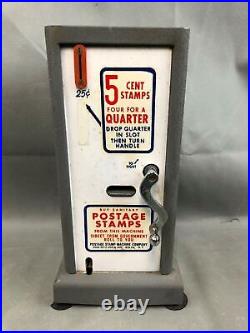 25¢
5 CENT
STAMPS
FOUR FOR A
QUARTER
DROP QUARTER
IN SLOT
THEN TURN
HANDLE
BUY SANITARY
POSTAGE
STAMPS
FROM THIS MACHINE
DIRECT FROM GOVERNMENT
ROLL TO YOU
POSTAGE STAMP MACHINE COMPANY